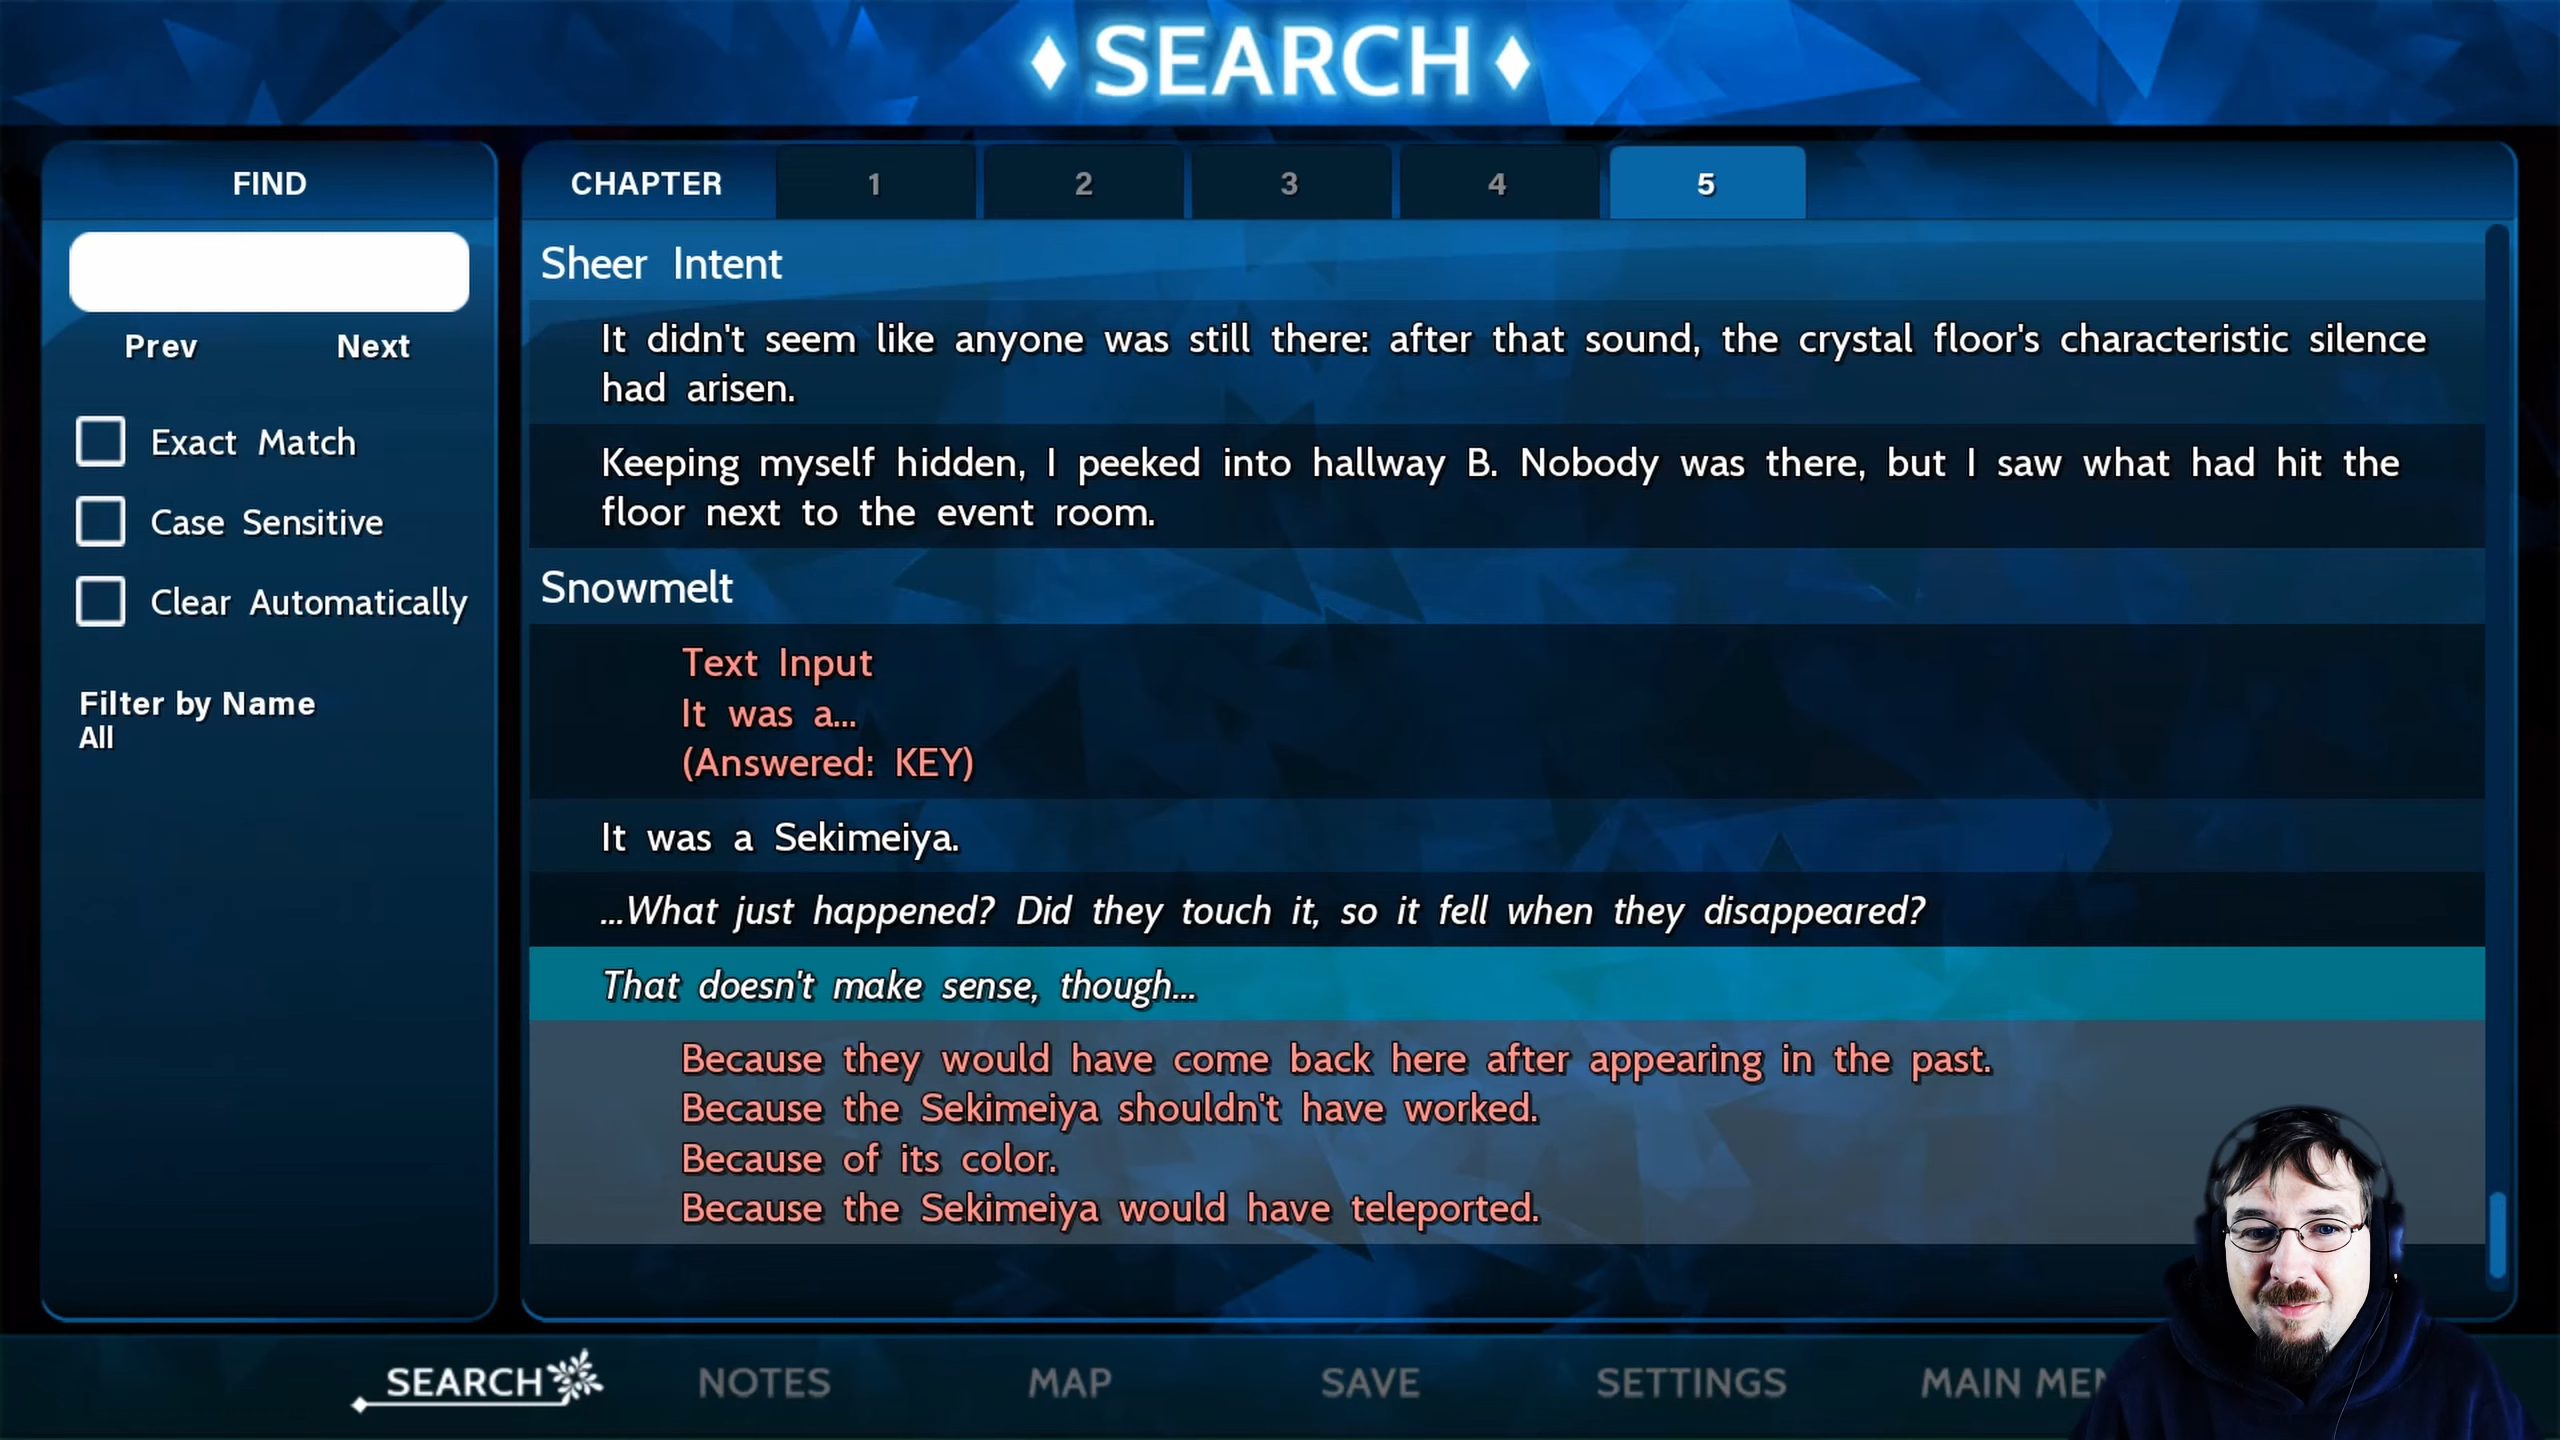 SEARCH
FIND
Prev Next
Exact Match
Case Sensitive
Clear Automatically
Filter by Name
All
CHAPTER 1 2 3 4 5
Sheer Intent
It didn't seem like anyone was still there: after that sound, the crystal floor's characteristic silence
had arisen.
Keeping myself hidden, I peeked into hallway B. Nobody was there, but I saw what had hit the
floor next to the event room.
Snowmelt
Text Input
It was a...
(Answered: KEY)
It was a Sekimeiya.
...What just happened? Did they touch it, so it fell when they disappeared?
That doesn't make sense, though...
Because they would have come back here after appearing in the past.
Because the Sekimeiya shouldn't have worked.
Because of its color.
Because the Sekimeiya would have teleported.
SEARCH NOTES MAP SAVE SETTINGS MAIN